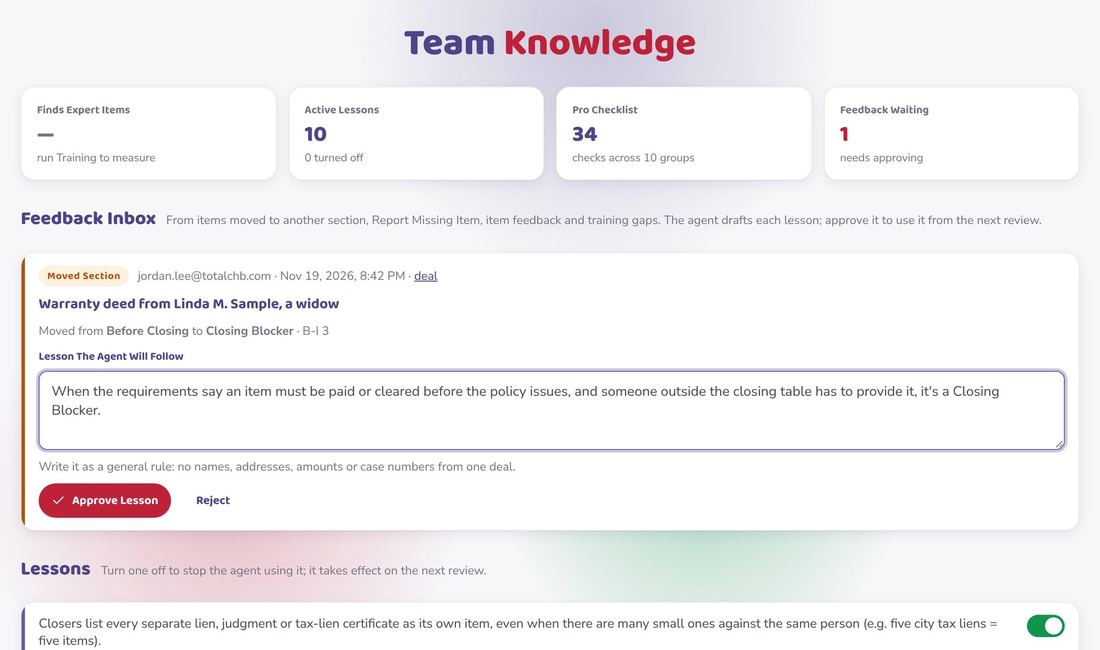 Team Knowledge
Finds Expert Items
—
run Training to measure
Active Lessons
10
0 turned off
Pro Checklist
34
checks across 10 groups
Feedback Waiting
1
needs approving
Feedback Inbox From items moved to another section, Report Missing Item, item feedback and training gaps. The agent drafts each lesson; approve it to use it from the next review.
Moved Section jordan.lee@totalchb.com · Nov 19, 2026, 8:42 PM · deal
Warranty deed from Linda M. Sample, a widow
Moved from Before Closing to Closing Blocker · B-I 3
Lesson The Agent Will Follow
When the requirements say an item must be paid or cleared before the policy issues, and someone outside the closing table has to provide it, it's a Closing
Blocker.
Write it as a general rule: no names, addresses, amounts or case numbers from one deal.
Approve Lesson Reject
Lessons Turn one off to stop the agent using it; it takes effect on the next review.
Closers list every separate lien, judgment or tax-lien certificate as its own item, even when there are many small ones against the same person (e.g. five city tax liens =
five items).